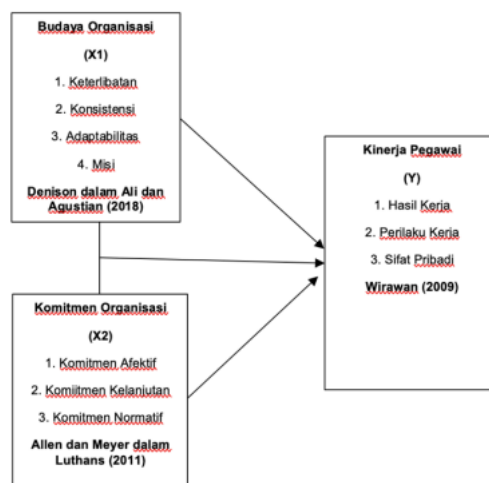 Budaya Organisasi
(X1)
1. Keterlibatan
2. Konsistensi
3. Adaptabilitas
4. Misi
Denison dalam Ali dan
Agustian (2018)
Kinerja Pegawai
(Y)
1. Hasil Kerja
2. Perilaku Kerja
3. Sifat Pribadi
Wirawan (2009)
Komitmen Organisasi
(X2)
1. Komitmen Afektif
2. Komiitmen Kelanjutan
3. Komitmen Normatif
Allen dan Meyer dalam
Luthans (2011)